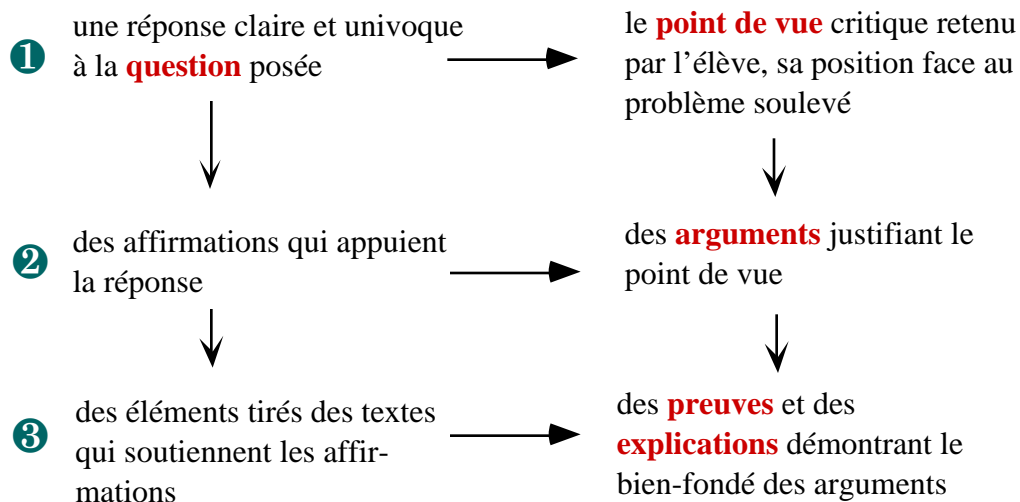 ❶
une réponse claire et univoque
à la question posée
le point de vue critique retenu
par l’élève, sa position face au
problème soulevé
❷
des affirmations qui appuient
la réponse
des arguments justifiant le
point de vue
❸
des éléments tirés des textes
qui soutiennent les affir-
mations
des preuves et des
explications démontrant le
bien-fondé des arguments